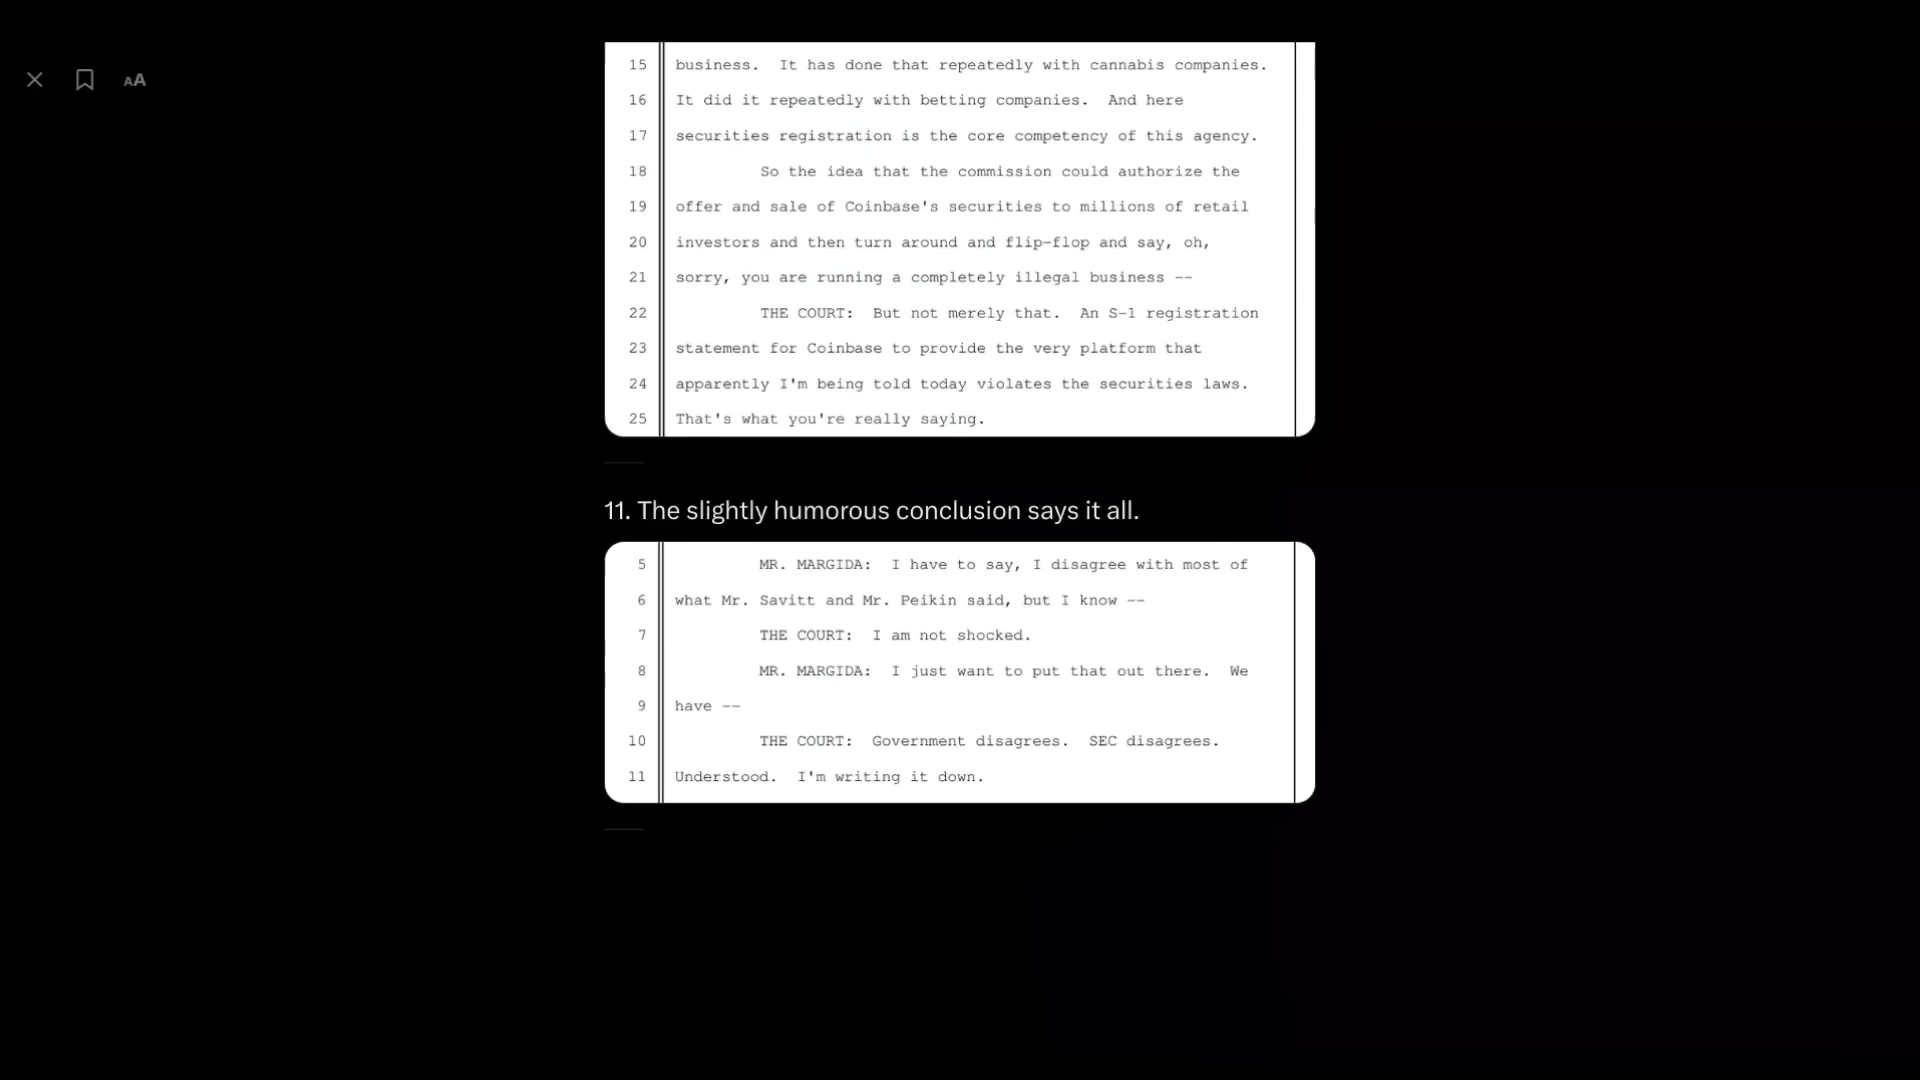 AA
15 business. It has done that repeatedly with cannabis companies.
16 It did it repeatedly with betting companies. And here
17 securities registration is the core competency of this agency.
18 So the idea that the commission could authorize the
19 offer and sale of Coinbase's securities to millions of retail
20 investors and then turn around and flip-flop and say, oh,
21 sorry, you are running a completely illegal business --
22 THE COURT: But not merely that. An S-1 registration
23 statement for Coinbase to provide the very platform that
24 apparently I'm being told today violates the securities laws.
25 That's what you're really saying.
11. The slightly humorous conclusion says it all.
5 MR. MARGIDA: I have to say, I disagree with most of
6 what Mr. Savitt and Mr. Peikin said, but I know --
7 THE COURT: I am not shocked.
8 MR. MARGIDA: I just want to put that out there. We
9 have --
10 THE COURT: Government disagrees. SEC disagrees.
11 Understood. I'm writing it down.